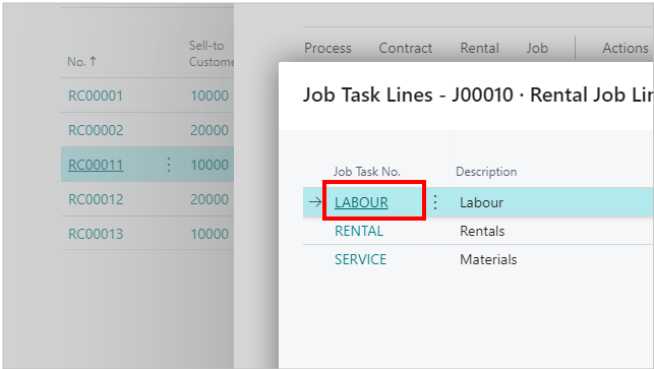 Sell-to
No. ↑ Custome
RC00001 10000
RC00002 20000
RC00011 ⋮ 10000
RC00012 20000
RC00013 10000
Process Contract Rental Job Actions
Job Task Lines - J00010 · Rental Job Lin
Job Task No. Description
→ LABOUR ⋮ Labour
RENTAL Rentals
SERVICE Materials